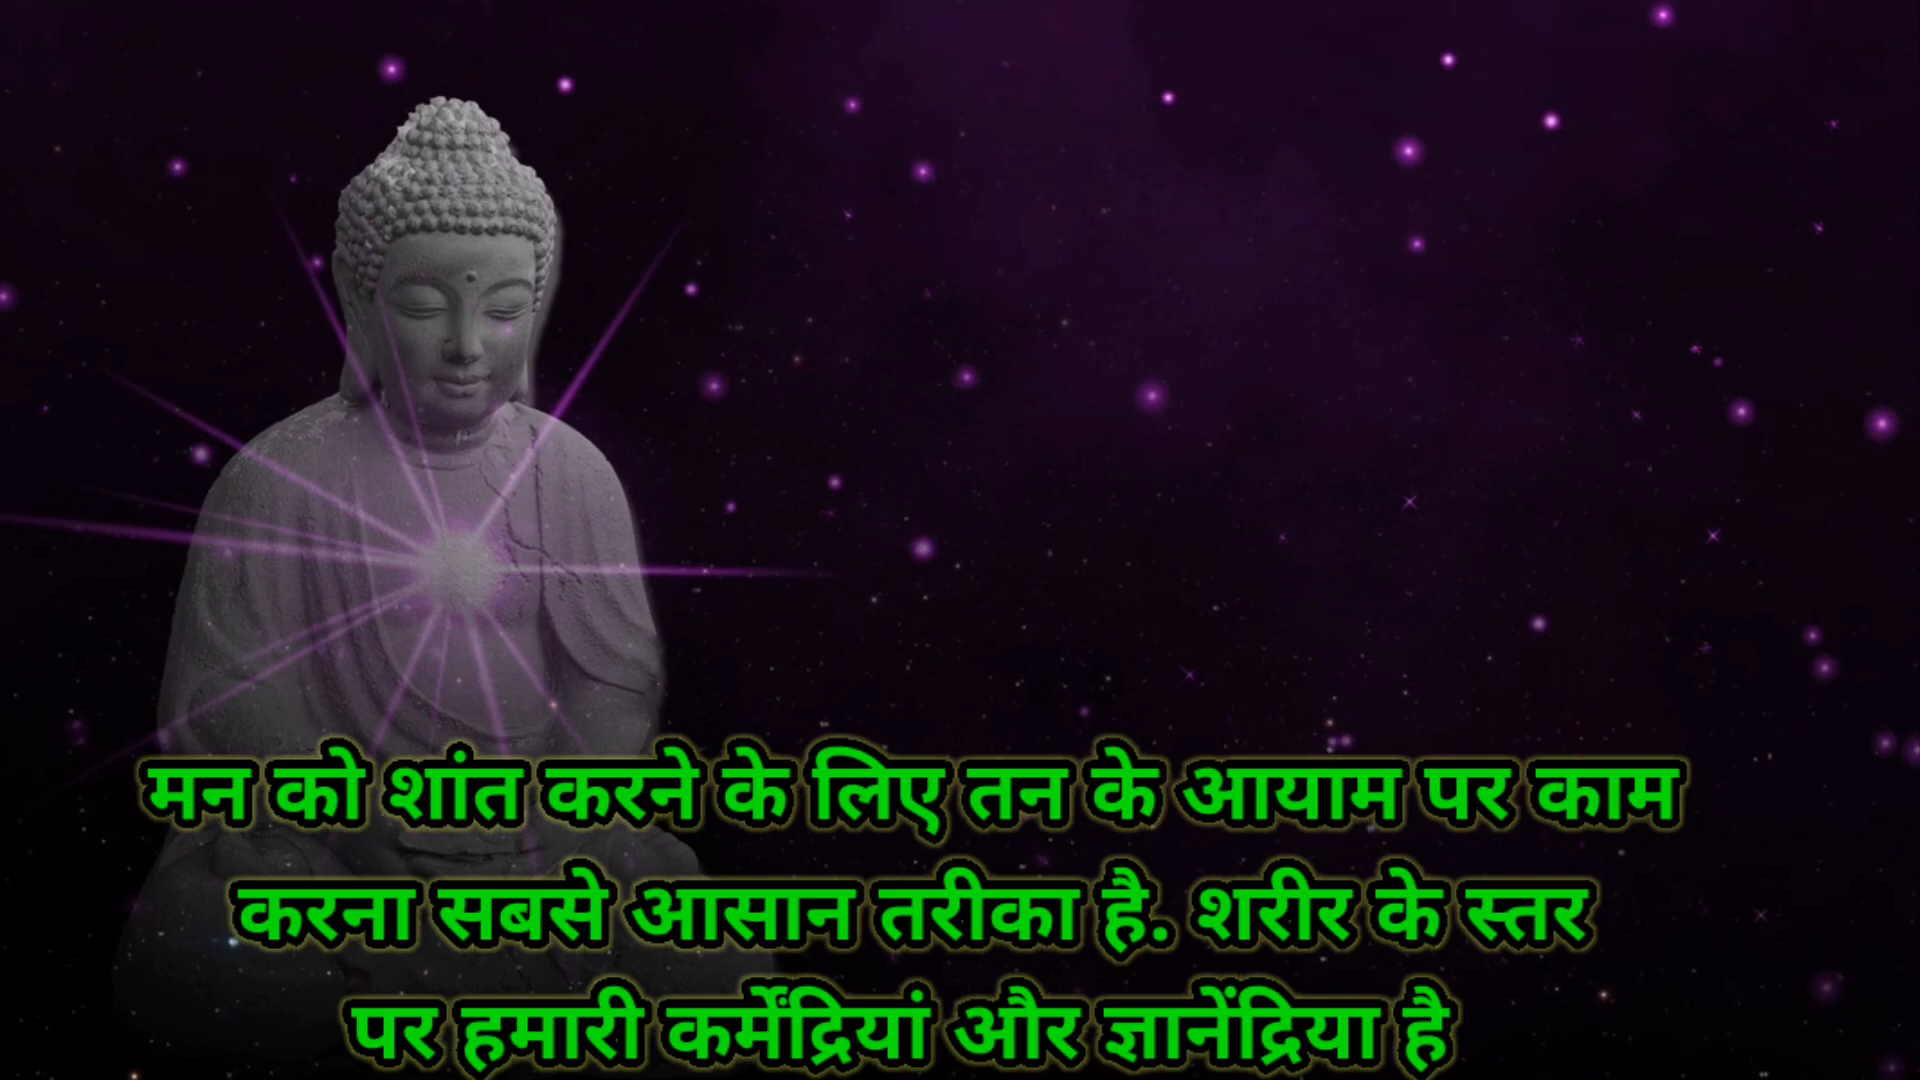 मन को शांत करने के लिए तन के आयाम पर काम
करना सबसे आसान तरीका है. शरीर के स्तर
पर हमारी कर्मेंद्रियां और ज्ञानेंद्रिया है